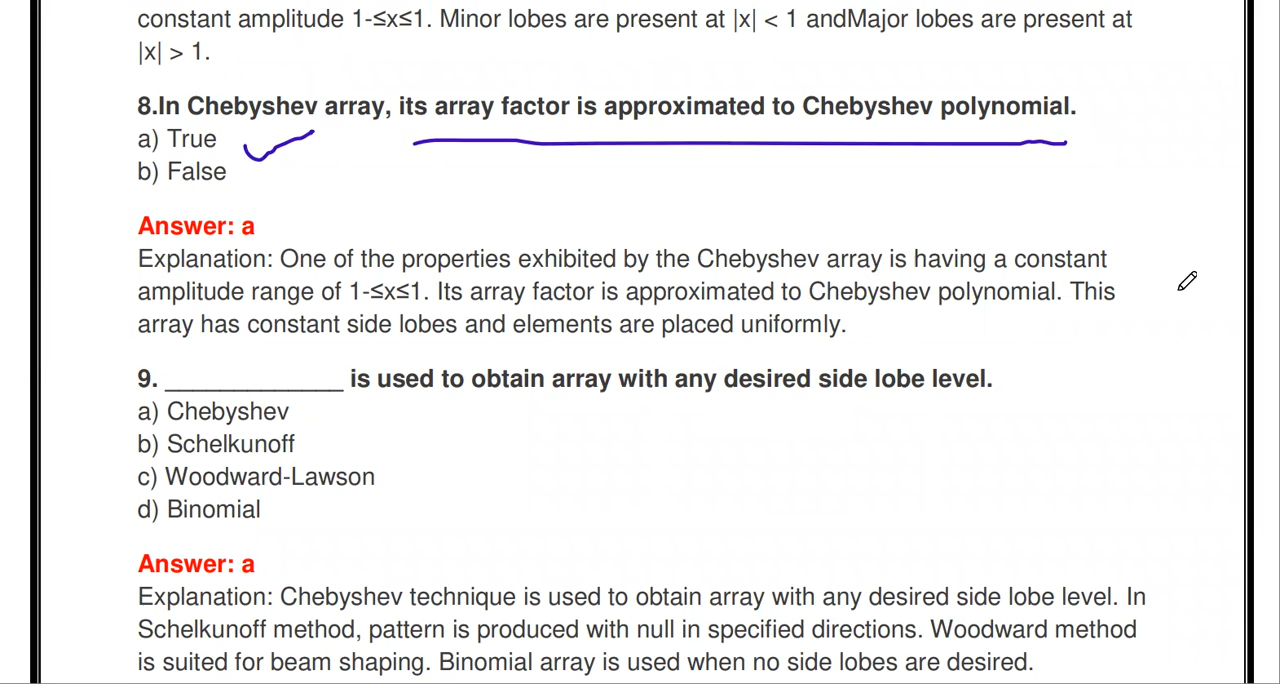 constant amplitude 1-≤x≤1. Minor lobes are present at |x| < 1 andMajor lobes are present at
|x| > 1.
8.In Chebyshev array, its array factor is approximated to Chebyshev polynomial.
a) True
b) False
Answer: a
Explanation: One of the properties exhibited by the Chebyshev array is having a constant
amplitude range of 1-≤x≤1. Its array factor is approximated to Chebyshev polynomial. This
array has constant side lobes and elements are placed uniformly.
9. _____________ is used to obtain array with any desired side lobe level.
a) Chebyshev
b) Schelkunoff
c) Woodward-Lawson
d) Binomial
Answer: a
Explanation: Chebyshev technique is used to obtain array with any desired side lobe level. In
Schelkunoff method, pattern is produced with null in specified directions. Woodward method
is suited for beam shaping. Binomial array is used when no side lobes are desired.